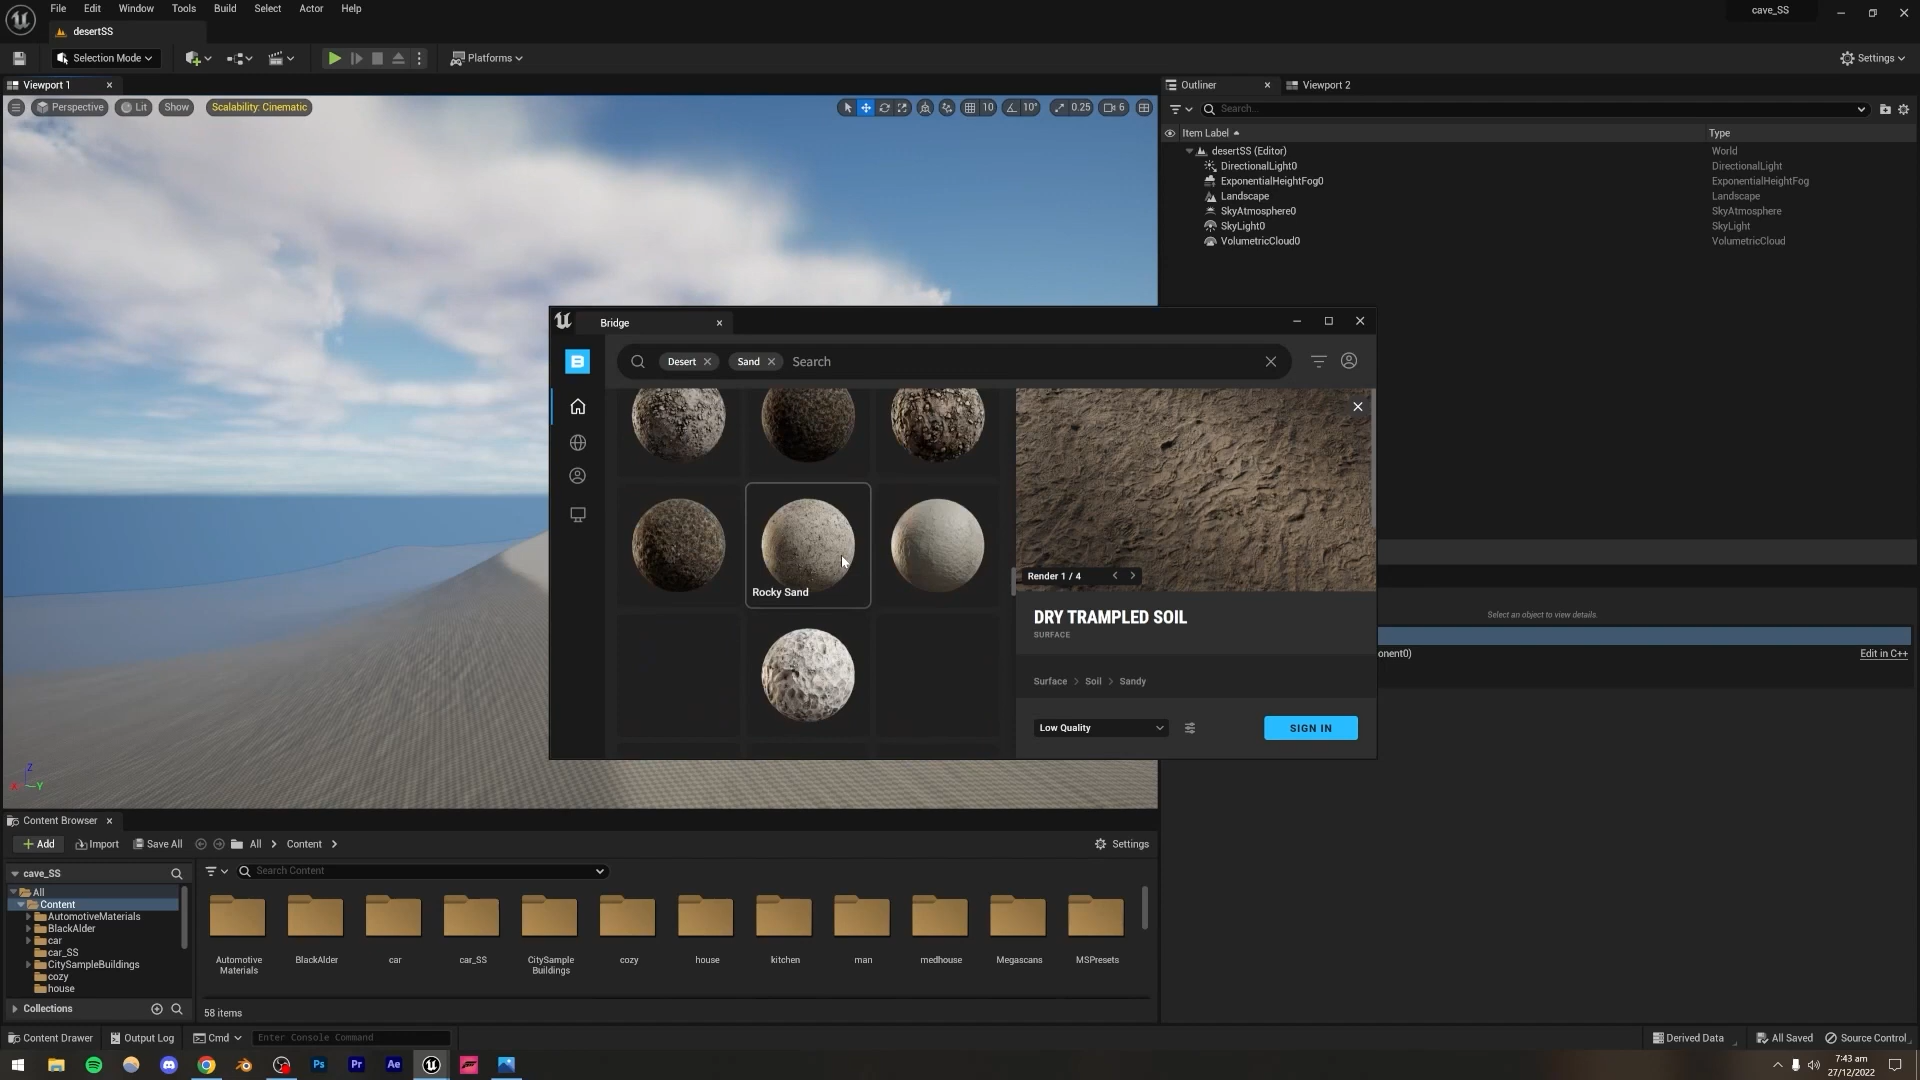 File Edit Window Tools Build Select Actor Help
cave_SS
desertSS
Selection Mode
Platforms
Settings
Viewport 1
Outliner
Viewport 2
Perspective Lit Show Scalability: Cinematic
10 10° 0.25 6
Search...
Item Label Type
desertSS (Editor) World
DirectionalLight0 DirectionalLight
ExponentialHeightFog0 ExponentialHeightFog
Landscape Landscape
SkyAtmosphere0 SkyAtmosphere
SkyLight0 SkyLight
VolumetricCloud0 VolumetricCloud
Bridge
Desert Sand Search
Rocky Sand
Render 1 / 4
DRY TRAMPLED SOIL
SURFACE
Surface > Soil > Sandy
Low Quality SIGN IN
Select an object to view details.
onent0) Edit in C++
Z
X Y
Content Browser
Add Import Save All All Content Settings
cave_SS
Search Content
All
Content
AutomotiveMaterials
BlackAlder
car
car_SS
CitySampleBuildings
cozy
house
Collections
Automotive Materials
BlackAlder
car
car_SS
CitySample Buildings
cozy
house
kitchen
man
medhouse
Megascans
MSPresets
58 items
Content Drawer Output Log Cmd Enter Console Command
Derived Data All Saved Source Control
Ps Pr Ae
7:43 am
27/12/2022